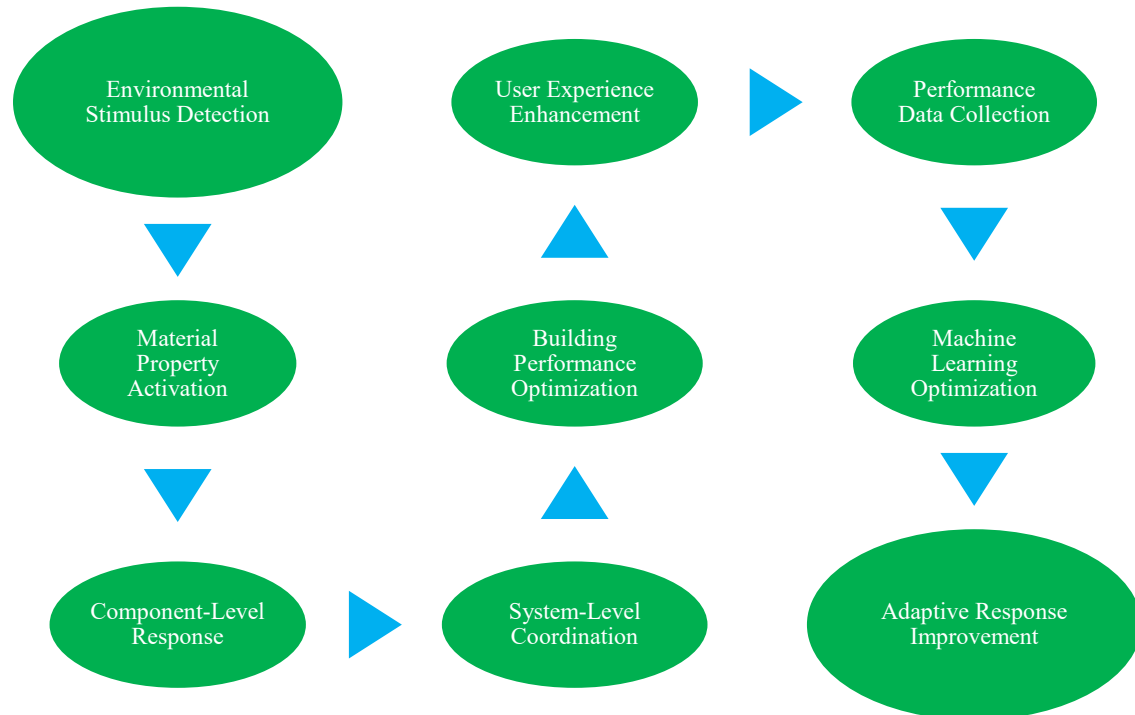 Environmental
Stimulus Detection
Material
Property
Activation
Component-Level
Response
System-Level
Coordination
Building
Performance
Optimization
User Experience
Enhancement
Performance
Data Collection
Machine
Learning
Optimization
Adaptive Response
Improvement